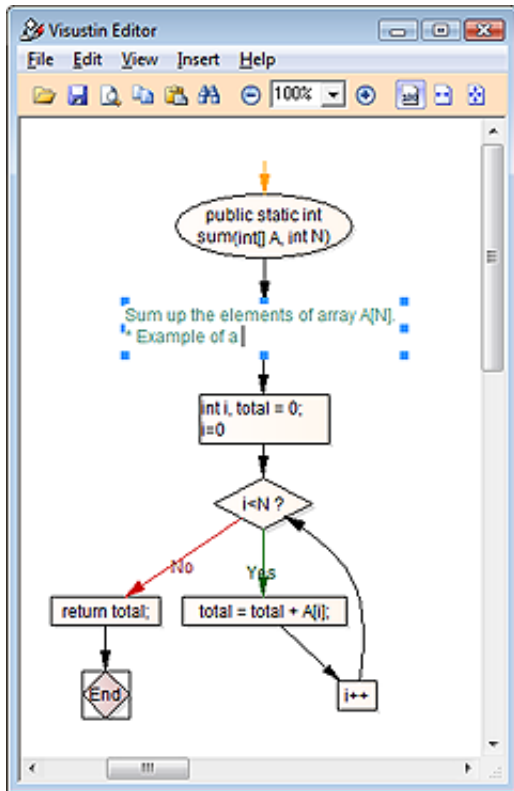 Visustin Editor
File Edit View Insert Help
100%
public static int
sum(int[] A, int N)
Sum up the elements of array A[N].
* Example of a
int i, total = 0;
i=0
i<N ?
No
Yes
return total;
total = total + A[i];
End
i++